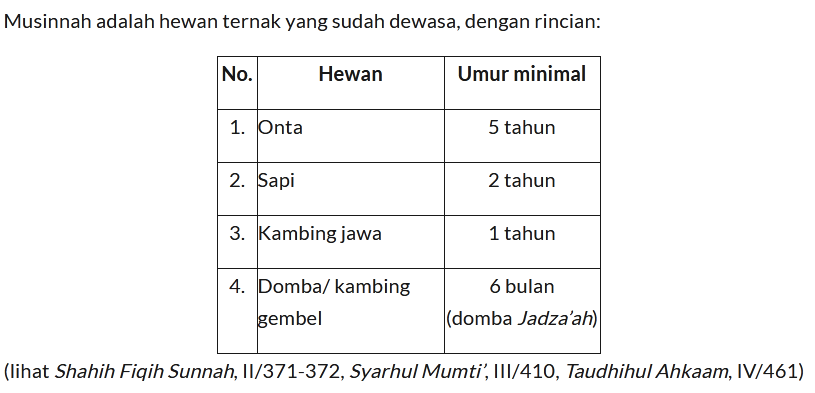 Musinnah adalah hewan ternak yang sudah dewasa, dengan rincian:
No. Hewan Umur minimal
1. Onta 5 tahun
2. Sapi 2 tahun
3. Kambing jawa 1 tahun
4. Domba/ kambing 6 bulan
gembel (domba Jadza’ah)
(lihat Shahih Fiqih Sunnah, II/371-372, Syarhul Mumti’, III/410, Taudhihul Ahkaam, IV/461)